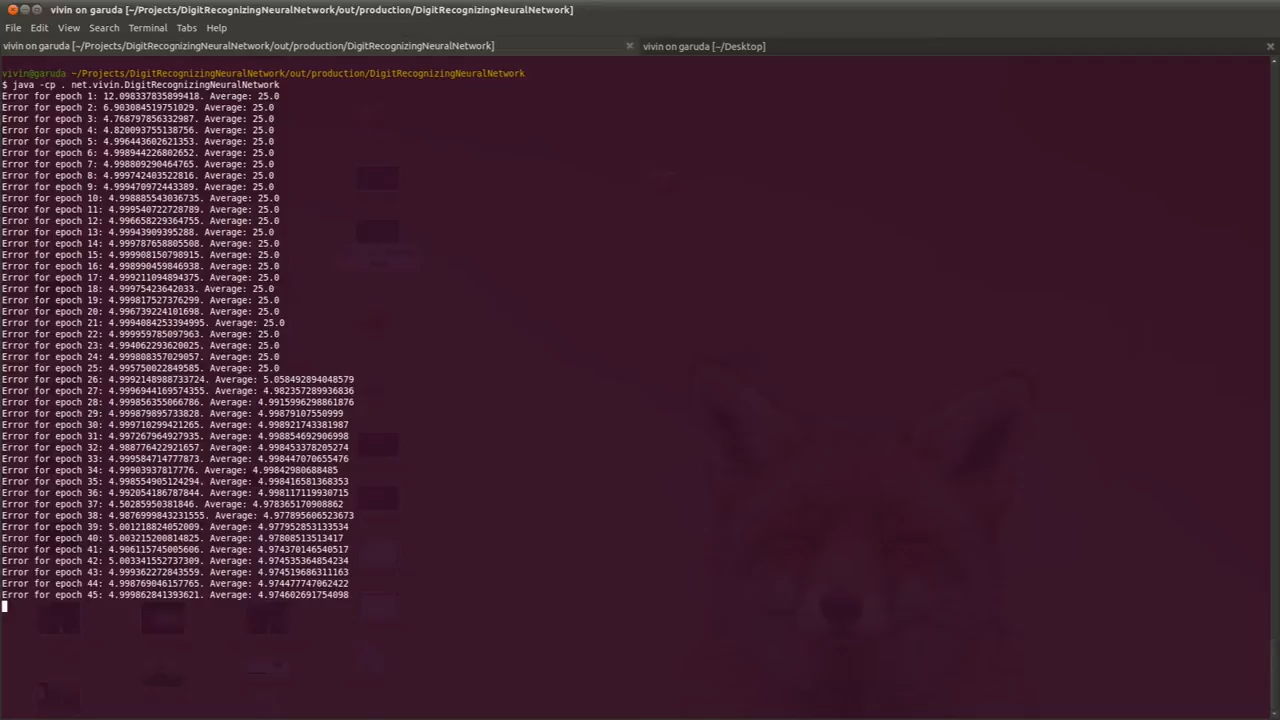 vivin on garuda [~/Projects/DigitRecognizingNeuralNetwork/out/production/DigitRecognizingNeuralNetwork]
File Edit View Search Terminal Tabs Help
vivin on garuda [~/Projects/DigitRecognizingNeuralNetwork/out/production/DigitRecognizingNeuralNetwork] vivin on garuda [~/Desktop]
vivin@garuda ~/Projects/DigitRecognizingNeuralNetwork/out/production/DigitRecognizingNeuralNetwork
$ java -cp . net.vivin.DigitRecognizingNeuralNetwork
Error for epoch 1: 12.098337835899418. Average: 25.0
Error for epoch 2: 6.903084519751029. Average: 25.0
Error for epoch 3: 4.768797856332987. Average: 25.0
Error for epoch 4: 4.820093755138756. Average: 25.0
Error for epoch 5: 4.996443602621353. Average: 25.0
Error for epoch 6: 4.998944226802652. Average: 25.0
Error for epoch 7: 4.998809290464765. Average: 25.0
Error for epoch 8: 4.999742403522816. Average: 25.0
Error for epoch 9: 4.999470972443389. Average: 25.0
Error for epoch 10: 4.998885543036735. Average: 25.0
Error for epoch 11: 4.999540722728789. Average: 25.0
Error for epoch 12: 4.996658229364755. Average: 25.0
Error for epoch 13: 4.99943909395288. Average: 25.0
Error for epoch 14: 4.999787658805508. Average: 25.0
Error for epoch 15: 4.999908150798915. Average: 25.0
Error for epoch 16: 4.998990459846938. Average: 25.0
Error for epoch 17: 4.999211094894375. Average: 25.0
Error for epoch 18: 4.99975423642033. Average: 25.0
Error for epoch 19: 4.999817527376299. Average: 25.0
Error for epoch 20: 4.996739224101698. Average: 25.0
Error for epoch 21: 4.9994084253394995. Average: 25.0
Error for epoch 22: 4.999959785097963. Average: 25.0
Error for epoch 23: 4.994062293620025. Average: 25.0
Error for epoch 24: 4.999808357029057. Average: 25.0
Error for epoch 25: 4.995750022849585. Average: 25.0
Error for epoch 26: 4.9992148988733724. Average: 5.058492894048579
Error for epoch 27: 4.9996944169574355. Average: 4.982357289936836
Error for epoch 28: 4.999856355066786. Average: 4.9915996298861876
Error for epoch 29: 4.999879895733828. Average: 4.99879107550999
Error for epoch 30: 4.999710299421265. Average: 4.998921743381987
Error for epoch 31: 4.997267964927935. Average: 4.998854692906998
Error for epoch 32: 4.988776422921657. Average: 4.998453378205274
Error for epoch 33: 4.999584714777873. Average: 4.998447070655476
Error for epoch 34: 4.99903937817776. Average: 4.99842980688485
Error for epoch 35: 4.998554905124294. Average: 4.998416581368353
Error for epoch 36: 4.992054186787844. Average: 4.998117119930715
Error for epoch 37: 4.50285950381846. Average: 4.978365170908862
Error for epoch 38: 4.9876999843231555. Average: 4.977895606523673
Error for epoch 39: 5.001218824052009. Average: 4.977952853133534
Error for epoch 40: 5.003215200814825. Average: 4.97808513513417
Error for epoch 41: 4.906115745005606. Average: 4.974370146540517
Error for epoch 42: 5.003341552737309. Average: 4.974535364854234
Error for epoch 43: 4.999362272843559. Average: 4.974519686311163
Error for epoch 44: 4.998769046157765. Average: 4.974477747062422
Error for epoch 45: 4.999862841393621. Average: 4.974602691754098